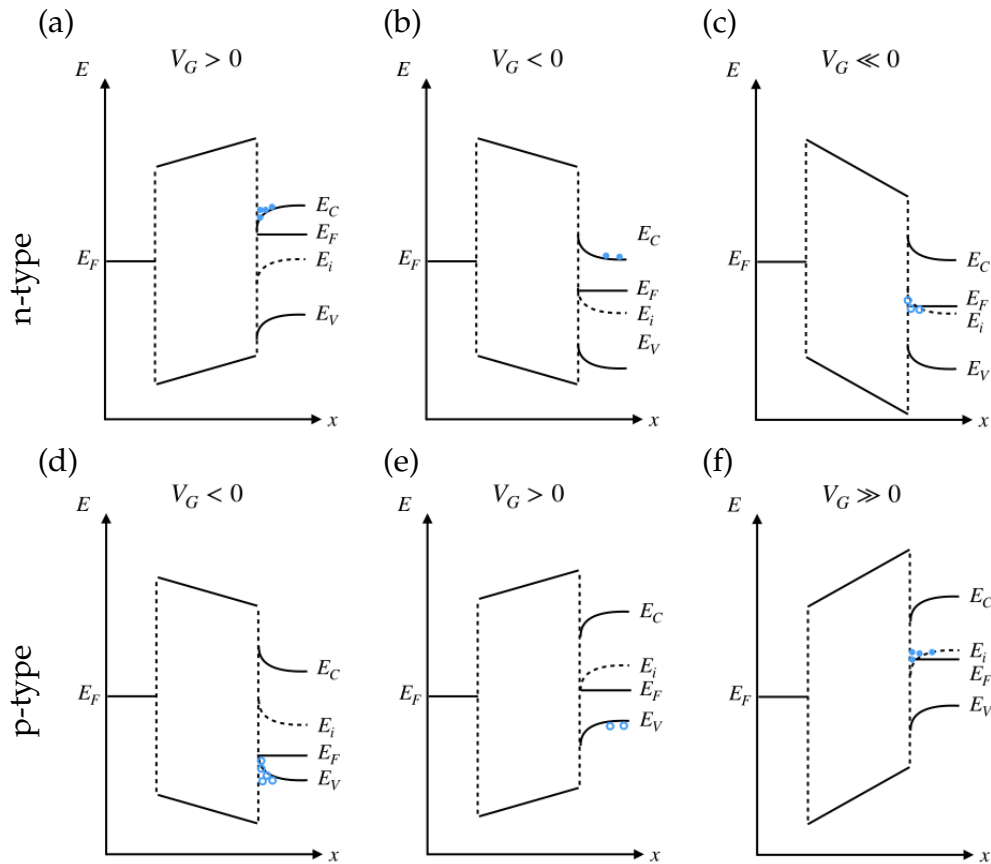 (a)
V_G > 0
E
E_C
E_F
E_F
E_i
E_V
x
(b)
V_G < 0
E
E_C
E_F
E_F
E_i
E_V
x
(c)
V_G ≪ 0
E
E_C
E_F
E_F
E_i
E_V
x
n-type
(d)
V_G < 0
E
E_C
E_F
E_i
E_F
E_V
x
(e)
V_G > 0
E
E_C
E_i
E_F
E_F
E_V
x
(f)
V_G ≫ 0
E
E_C
E_i
E_F
E_F
E_V
x
p-type